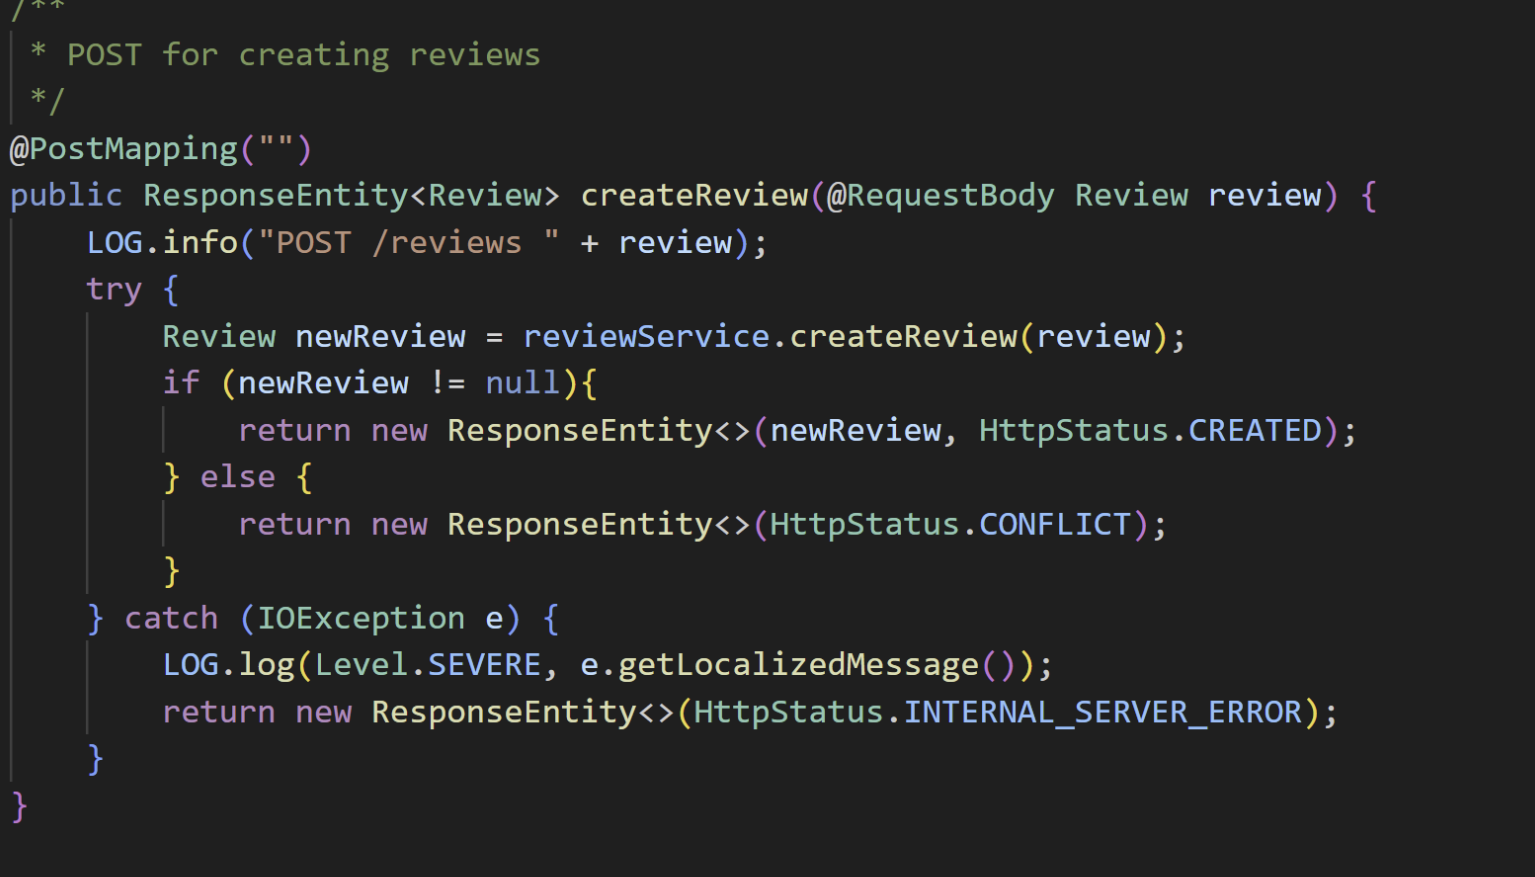 /**
 * POST for creating reviews
 */
@PostMapping("")
public ResponseEntity<Review> createReview(@RequestBody Review review) {
    LOG.info("POST /reviews " + review);
    try {
        Review newReview = reviewService.createReview(review);
        if (newReview != null){
            return new ResponseEntity<>(newReview, HttpStatus.CREATED);
        } else {
            return new ResponseEntity<>(HttpStatus.CONFLICT);
        }
    } catch (IOException e) {
        LOG.log(Level.SEVERE, e.getLocalizedMessage());
        return new ResponseEntity<>(HttpStatus.INTERNAL_SERVER_ERROR);
    }
}